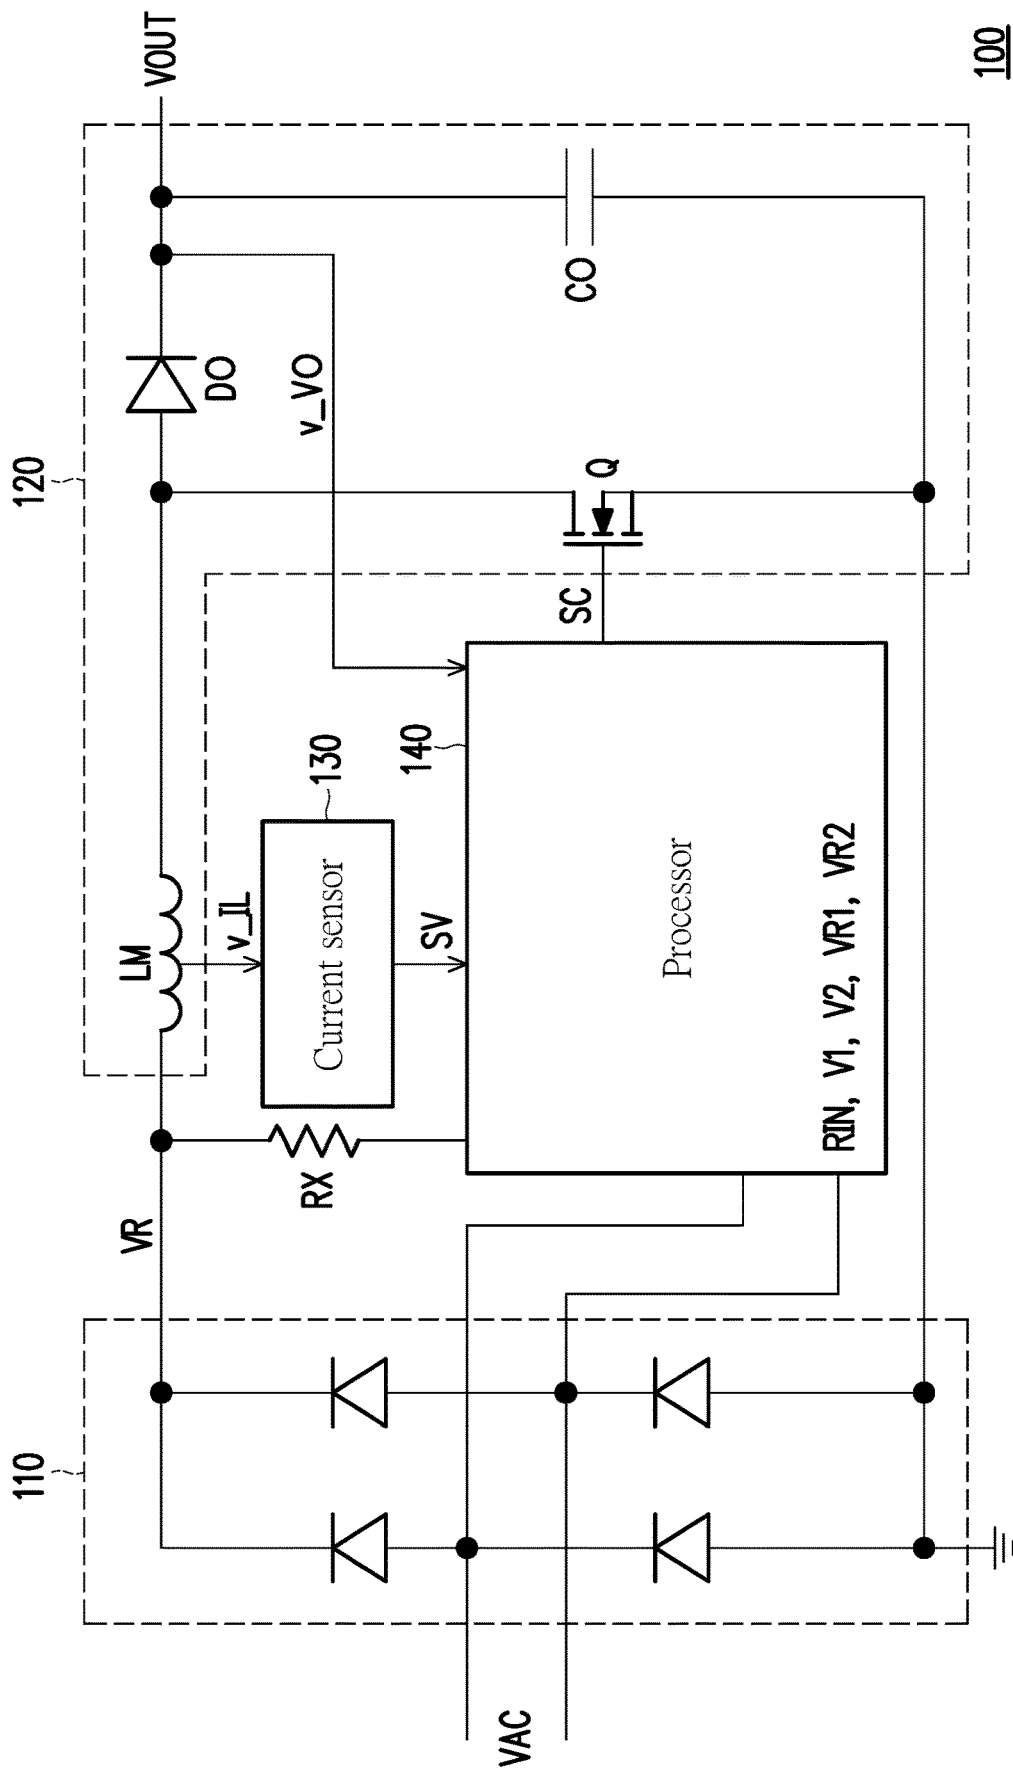 110
120
VAC
VR
LM
DO
VOUT
RX
v_IL
Current sensor
130
SV
v_VO
140
Processor
RIN, V1, V2, VR1, VR2
SC
Q
CO
100